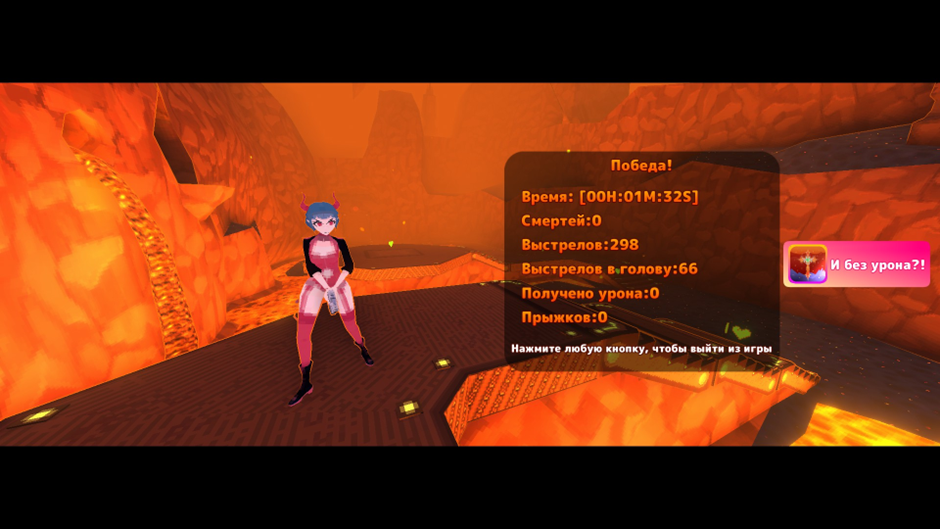 Победа!
Время: [00H:01M:32S]
Смертей:0
Выстрелов:298
Выстрелов в голову:66
Получено урона:0
Прыжков:0
Нажмите любую кнопку, чтобы выйти из игры
И без урона?!